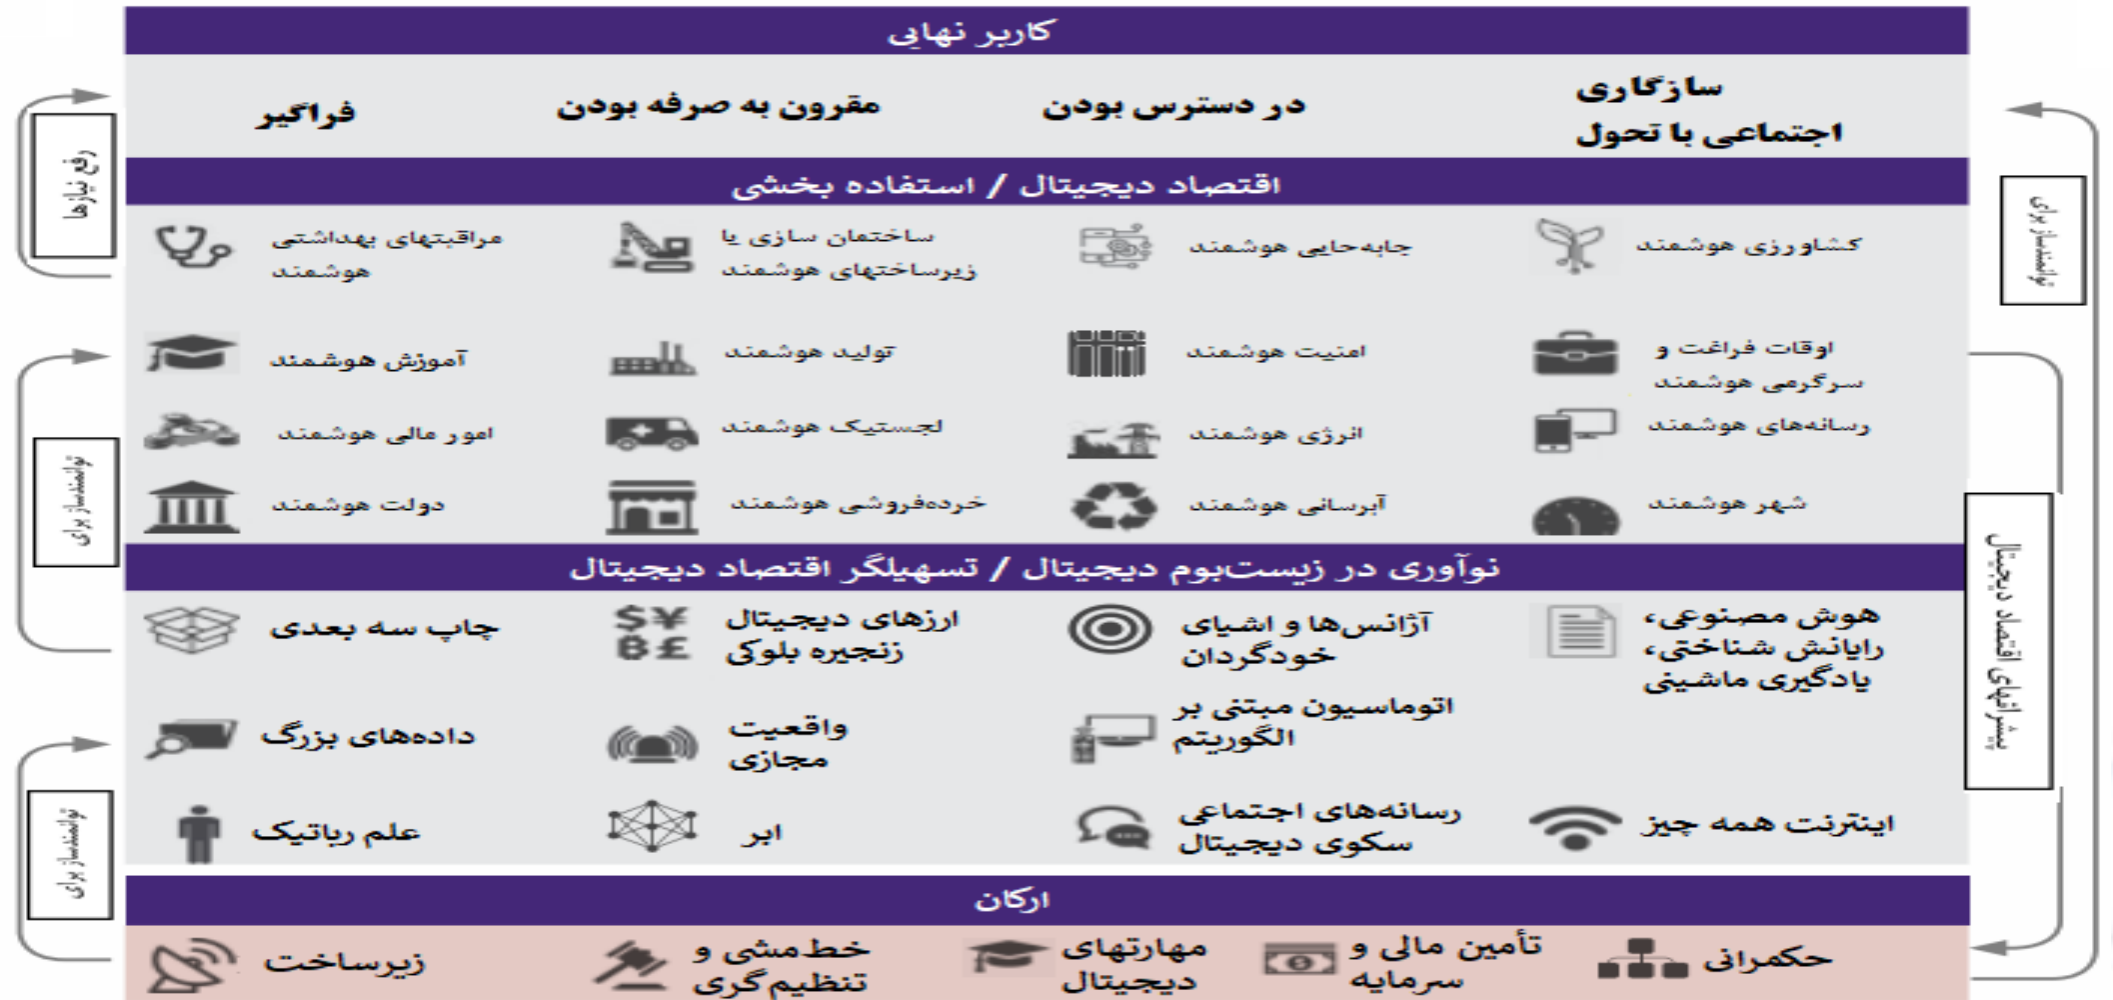 کاربر نهایی
سازگاری
اجتماعی با تحول
در دسترس بودن
مقرون به صرفه بودن
فراگیر
اقتصاد دیجیتال / استفاده بخشی
کشاورزی هوشمند
جابه‌حایی هوشمند
ساختمان سازی یا
زیرساختهای هوشمند
مراقبتهای بهداشتی
هوشمند
اوقات فراغت و
سرگرمی هوشمند
امنیت هوشمند
تولید هوشمند
آموزش هوشمند
رسانه‌های هوشمند
انرژی هوشمند
لجستیک هوشمند
امور مالی هوشمند
شهر هوشمند
آبرسانی هوشمند
خرده‌فروشی هوشمند
دولت هوشمند
نوآوری در زیست‌بوم دیجیتال / تسهیلگر اقتصاد دیجیتال
هوش مصنوعی،
رایانش شناختی،
یادگیری ماشینی
آژانس‌ها و اشیای
خودگردان
ارزهای دیجیتال
زنجیره بلوکی
چاپ سه بعدی
اتوماسیون مبتنی بر
الگوریتم
واقعیت
مجازی
داده‌های بزرگ
اینترنت همه چیز
رسانه‌های اجتماعی
سکوی دیجیتال
ابر
علم رباتیک
ارکان
حکمرانی
تأمین مالی و
سرمایه
مهارتهای
دیجیتال
خط‌مشی و
تنظیم‌گری
زیرساخت
توانمندساز برای
پیشرانهای اقتصاد دیجیتال
رفع نیازها
توانمندساز برای
توانمندساز برای